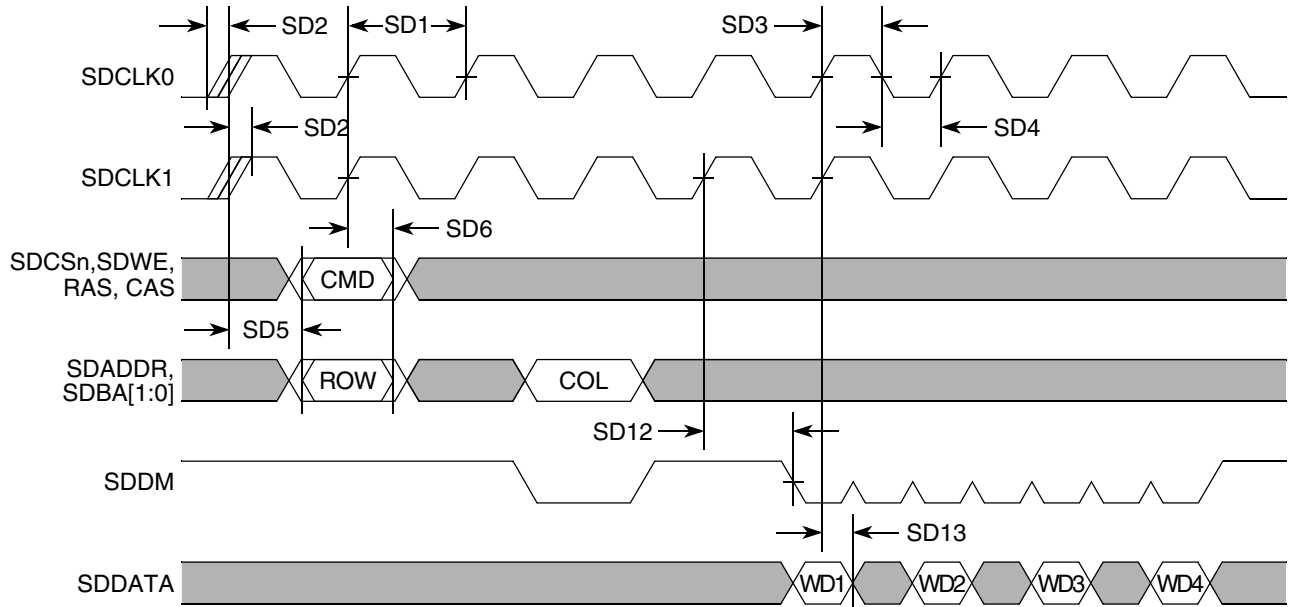 SD2
SD1
SD3
SDCLK0
SD2
SD4
SDCLK1
SD6
SDCSn,SDWE,
RAS, CAS
CMD
SD5
SDADDR,
SDBA[1:0]
ROW
COL
SD12
SDDM
SD13
SDDATA
WD1
WD2
WD3
WD4